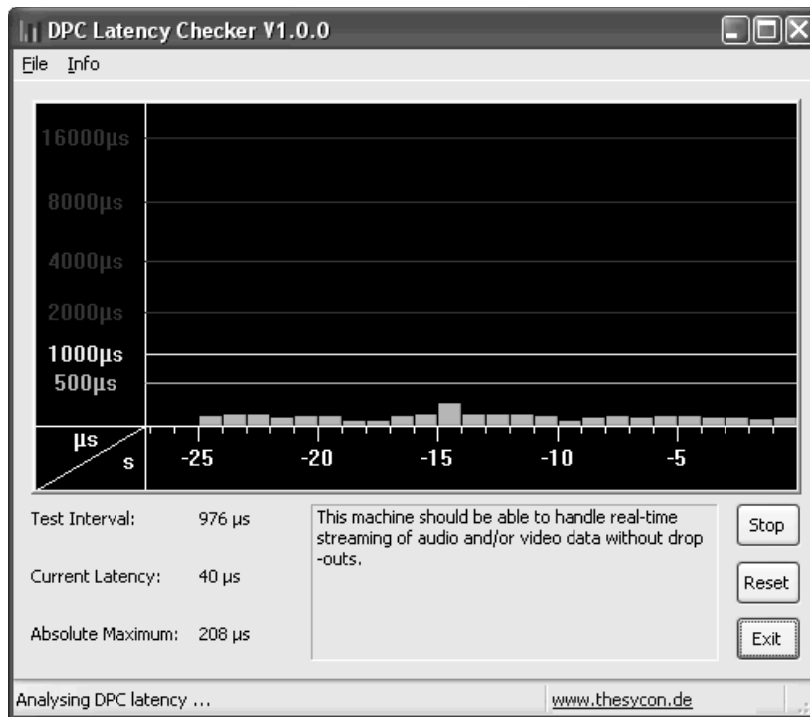 DPC Latency Checker V1.0.0
File Info
16000µs
8000µs
4000µs
2000µs
1000µs
500µs
µs
s
-25 -20 -15 -10 -5
Test Interval: 976 µs
Current Latency: 40 µs
Absolute Maximum: 208 µs
This machine should be able to handle real-time
streaming of audio and/or video data without drop
-outs.
Stop
Reset
Exit
Analysing DPC latency ...
www.thesycon.de